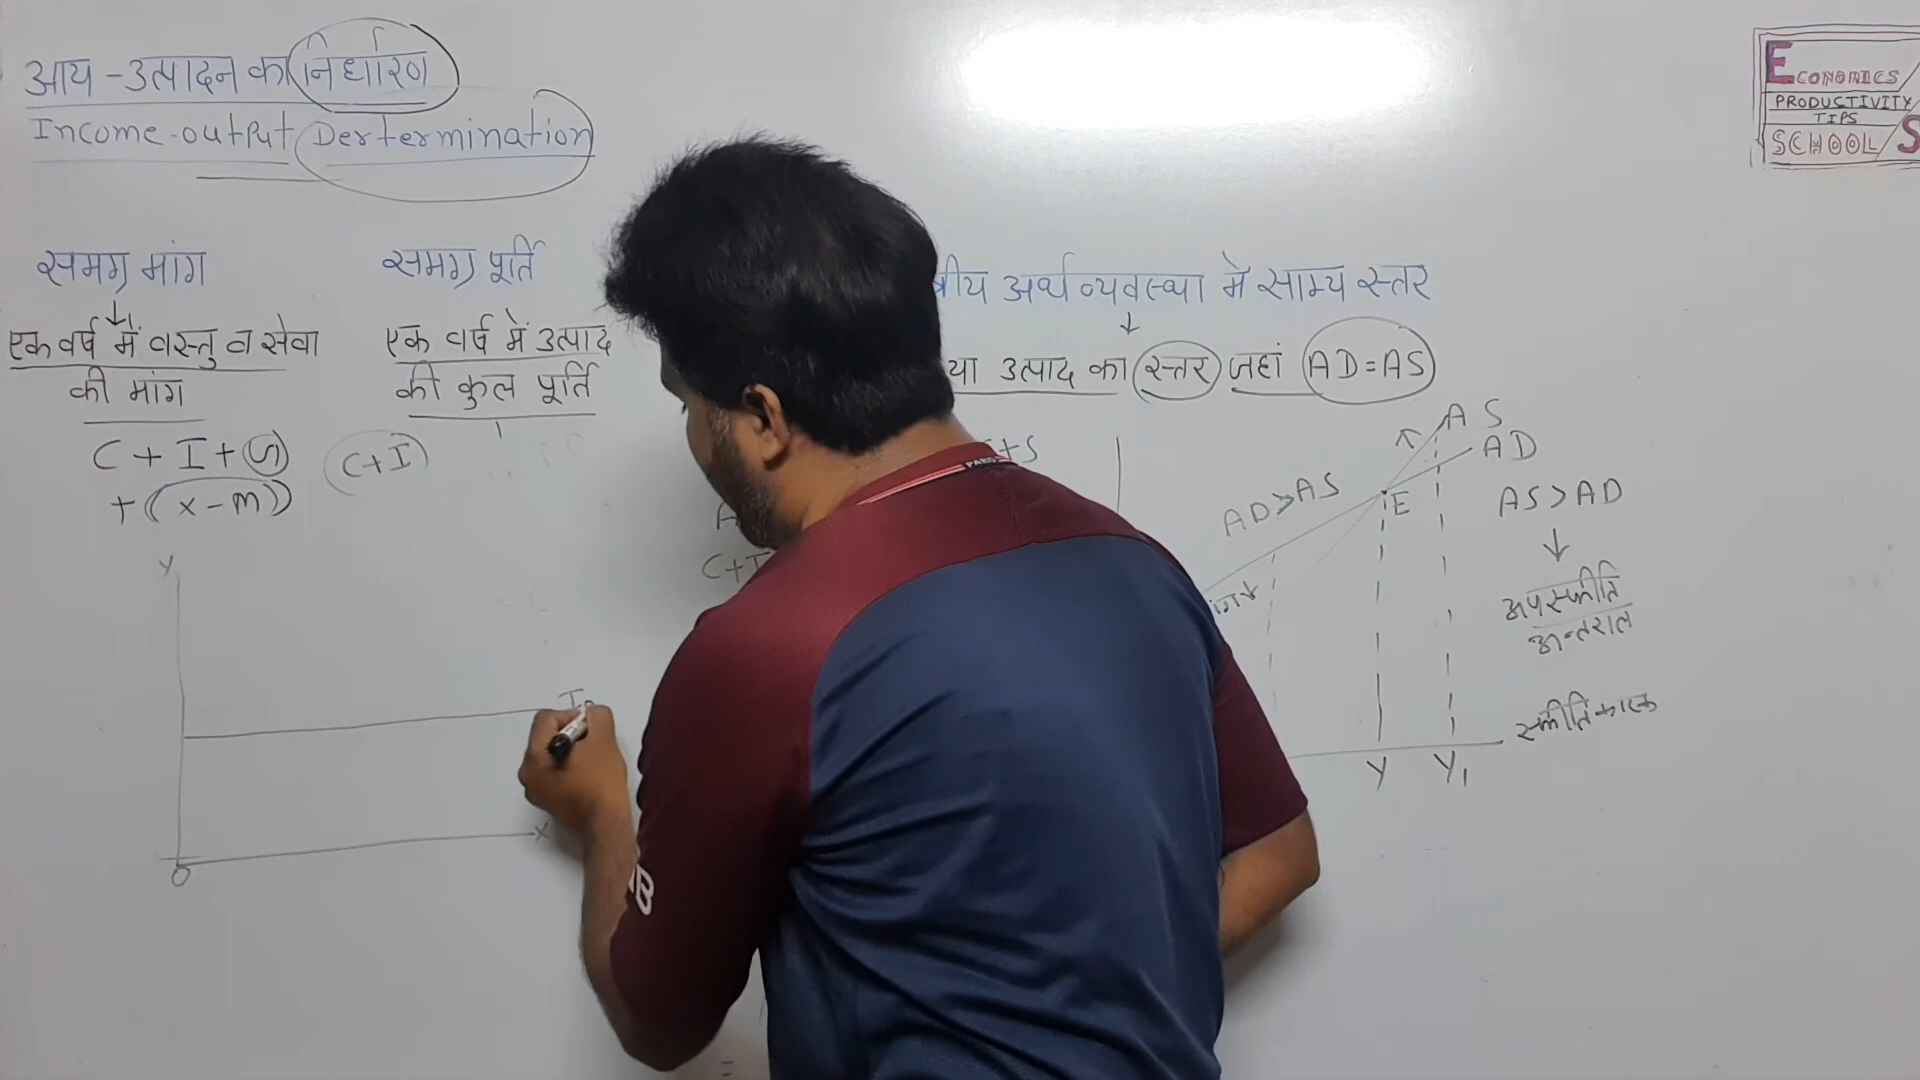 आय-उत्पादन का निर्धारण
Income-output Dertermination
ECONOMICS
PRODUCTIVITY
TIPS
SCHOOL S
समग्र मांग
↓
एक वर्ष में वस्तु व सेवा
की मांग
C + I + G
+ (x-m)
(C+I)
समग्र पूर्ति
एक वर्ष में उत्पाद
की कुल पूर्ति
अर्थव्यवस्था में साम्य स्तर
↓
या उत्पाद का स्तर जहां AD=AS
+S
C+I
Y
I
X
O
AS
AD
AD>AS
E
Y
Y1
AS>AD
↓
अपस्फीति
अन्तराल
स्फीतिकारक